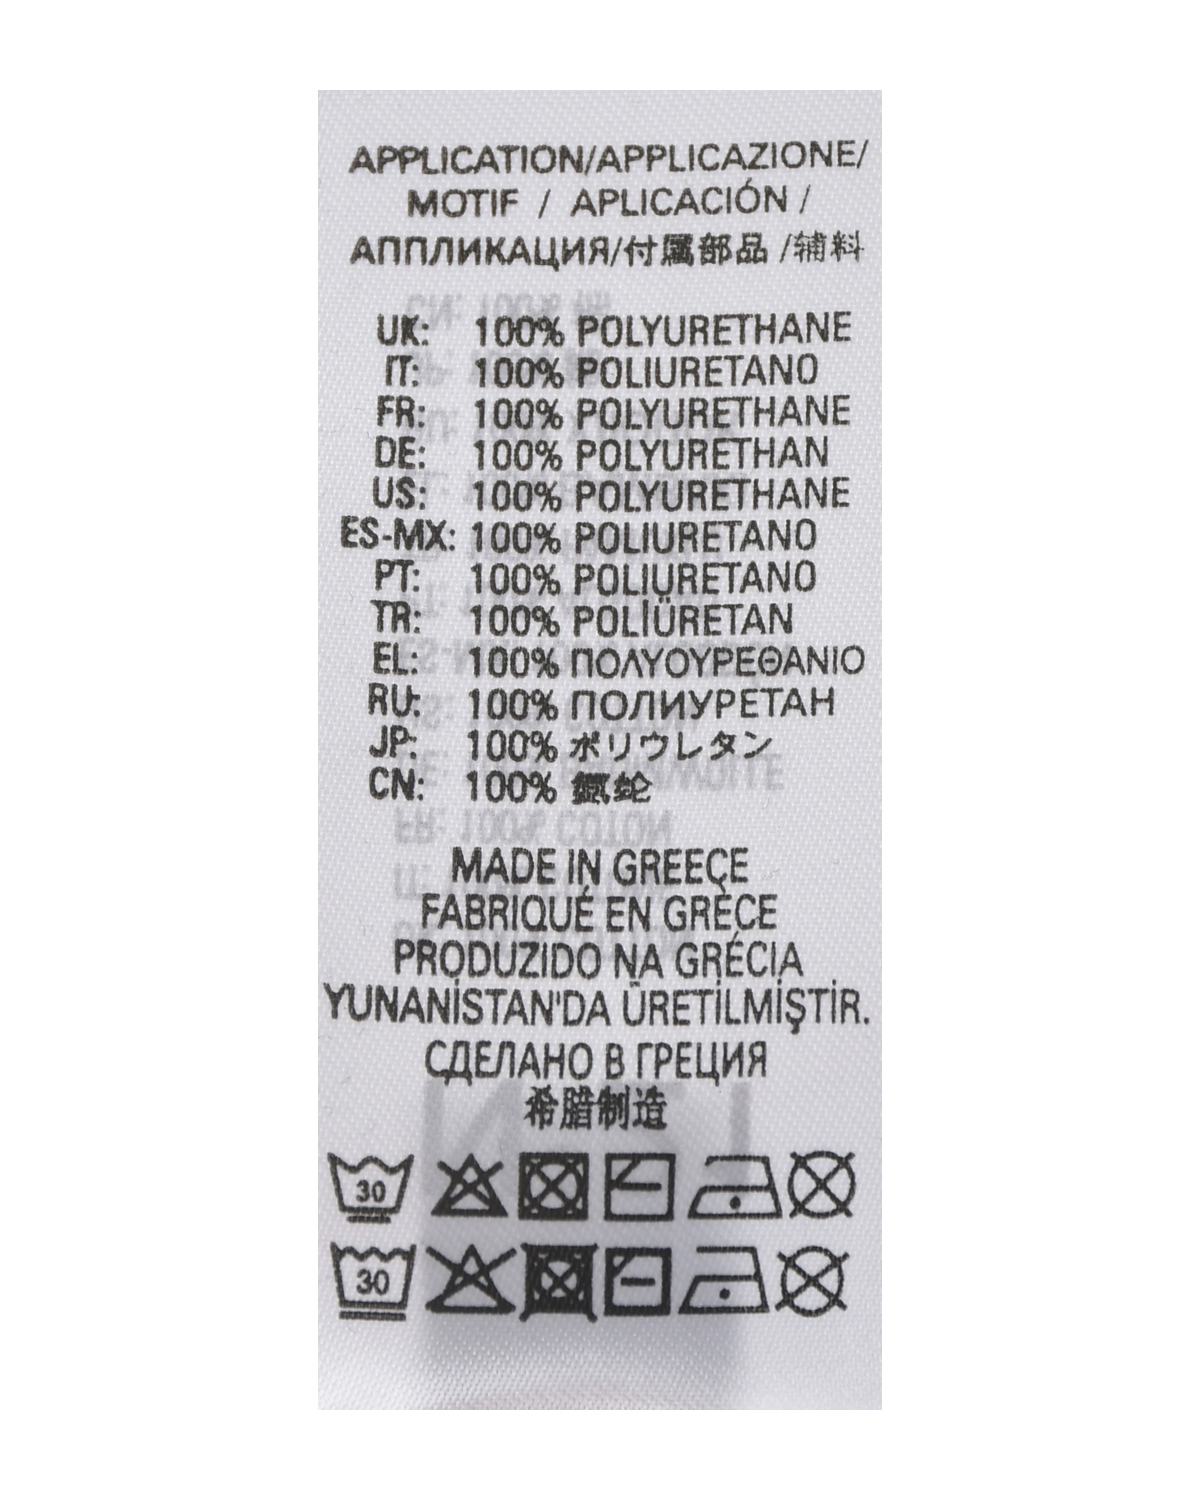 APPLICATION/APPLICAZIONE/
MOTIF / APLICACIÓN /
АППЛИКАЦИЯ/付属部品 /辅料
UK: 100% POLYURETHANE
IT: 100% POLIURETANO
FR: 100% POLYURETHANE
DE: 100% POLYURETHAN
US: 100% POLYURETHANE
ES-MX: 100% POLIURETANO
PT: 100% POLIURETANO
TR: 100% POLİÜRETAN
EL: 100% ΠΟΛΥΟΥΡΕΘΑΝΙΟ
RU: 100% ПОЛИУРЕТАН
JP: 100% ポリウレタン
CN: 100% 氨纶
MADE IN GREECE
FABRIQUÉ EN GRÈCE
PRODUZIDO NA GRÉCIA
YUNANİSTAN'DA ÜRETİLMİŞTİR.
СДЕЛАНО В ГРЕЦИЯ
希腊制造
30
30